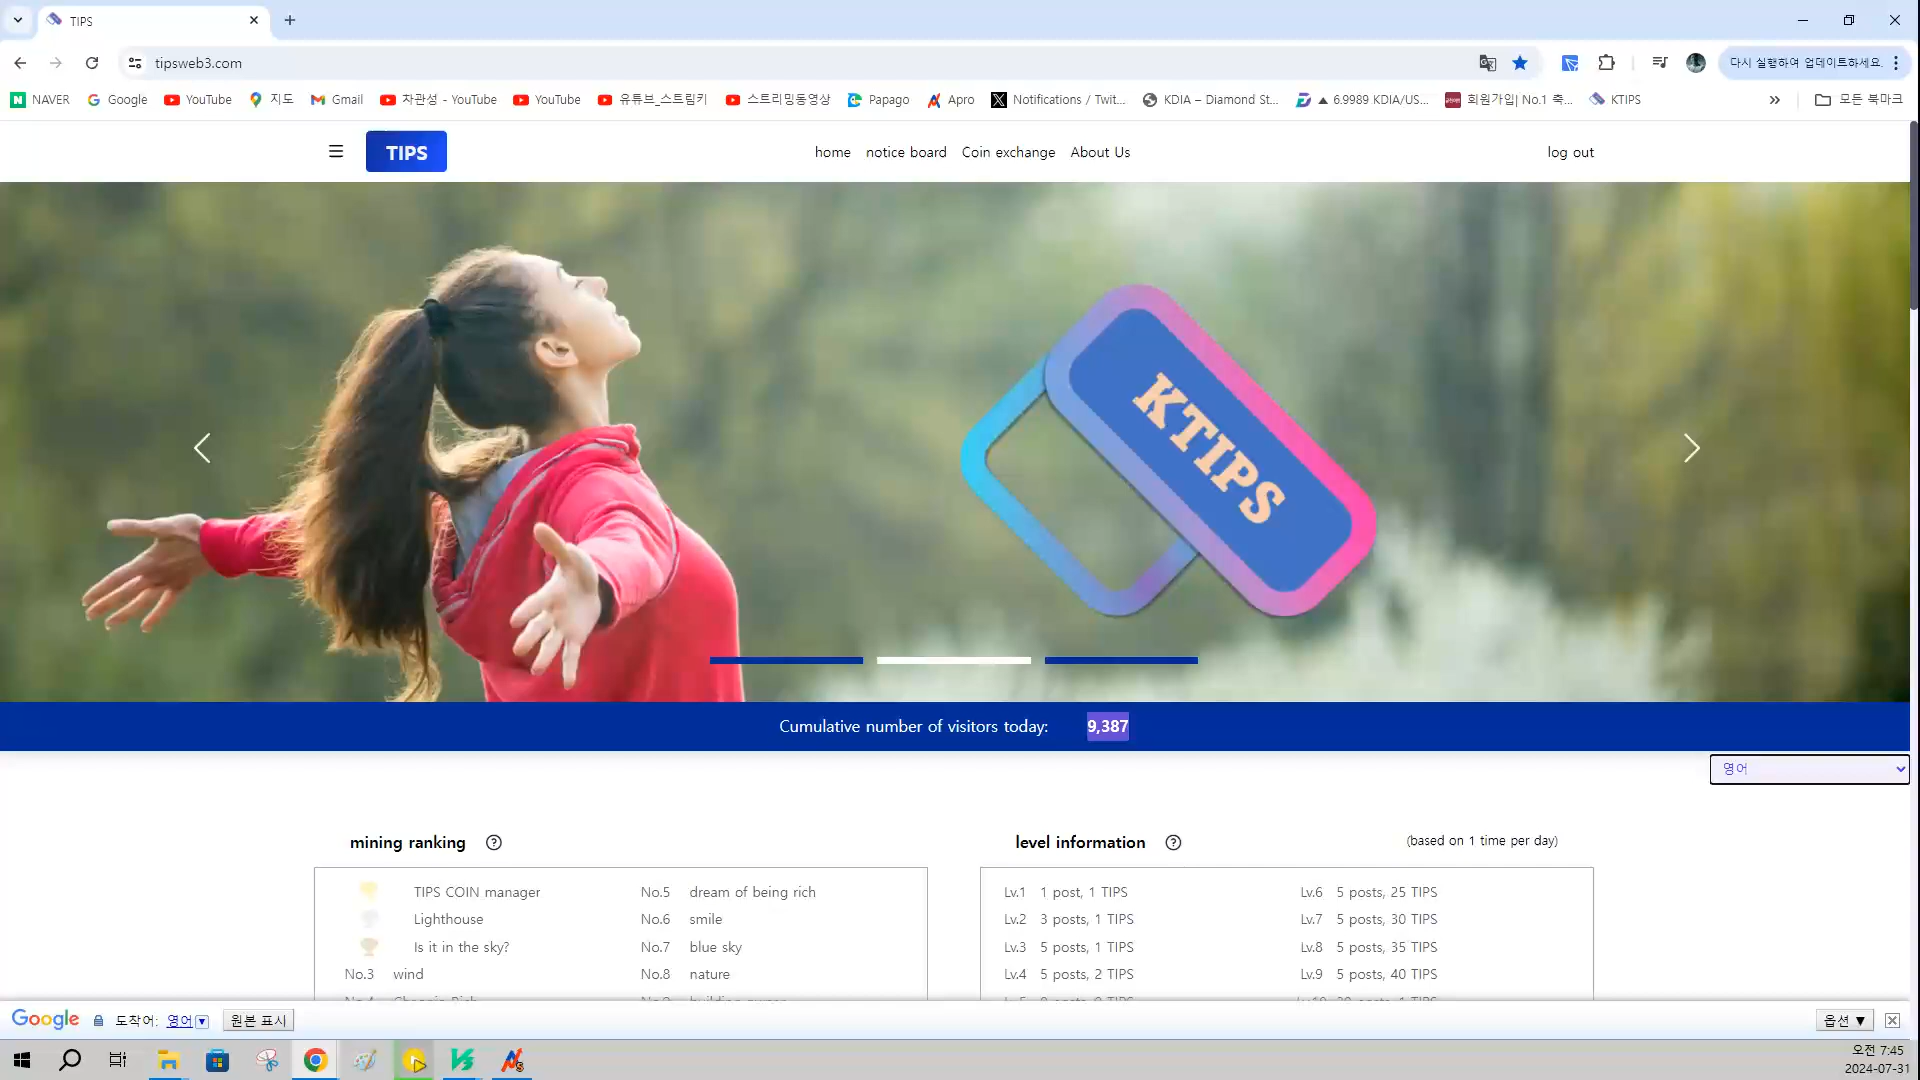 TIPS
tipsweb3.com
다시 실행하여 업데이트하세요.
NAVER
Google
YouTube
지도
Gmail
차관성 - YouTube
YouTube
유튜브_스트림키
스트리밍동영상
Papago
Apro
Notifications / Twit...
KDIA – Diamond St...
▲ 6.9989 KDIA/US...
회원가입| No.1 축...
KTIPS
모든 북마크
TIPS
home
notice board
Coin exchange
About Us
log out
KTIPS
Cumulative number of visitors today: 9,387
영어
mining ranking
TIPS COIN manager
Lighthouse
Is it in the sky?
No.3 wind
No.5 dream of being rich
No.6 smile
No.7 blue sky
No.8 nature
level information
(based on 1 time per day)
Lv.1 1 post, 1 TIPS
Lv.2 3 posts, 1 TIPS
Lv.3 5 posts, 1 TIPS
Lv.4 5 posts, 2 TIPS
Lv.6 5 posts, 25 TIPS
Lv.7 5 posts, 30 TIPS
Lv.8 5 posts, 35 TIPS
Lv.9 5 posts, 40 TIPS
Google 도착어: 영어▼ 원본 표시
옵션 ▼
오전 7:45
2024-07-31